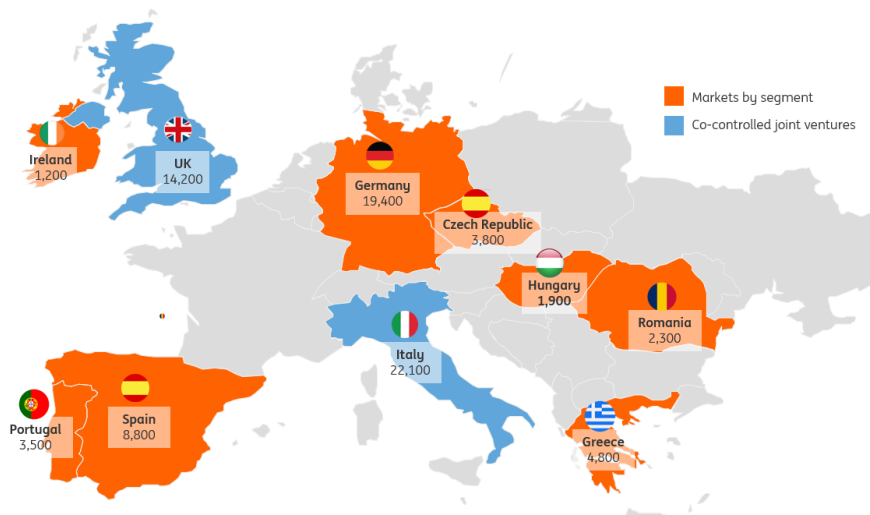 Markets by segment
Co-controlled joint ventures
Ireland
1,200
UK
14,200
Germany
19,400
Czech Republic
3,800
Hungary
1,900
Romania
2,300
Italy
22,100
Portugal
3,500
Spain
8,800
Greece
4,800